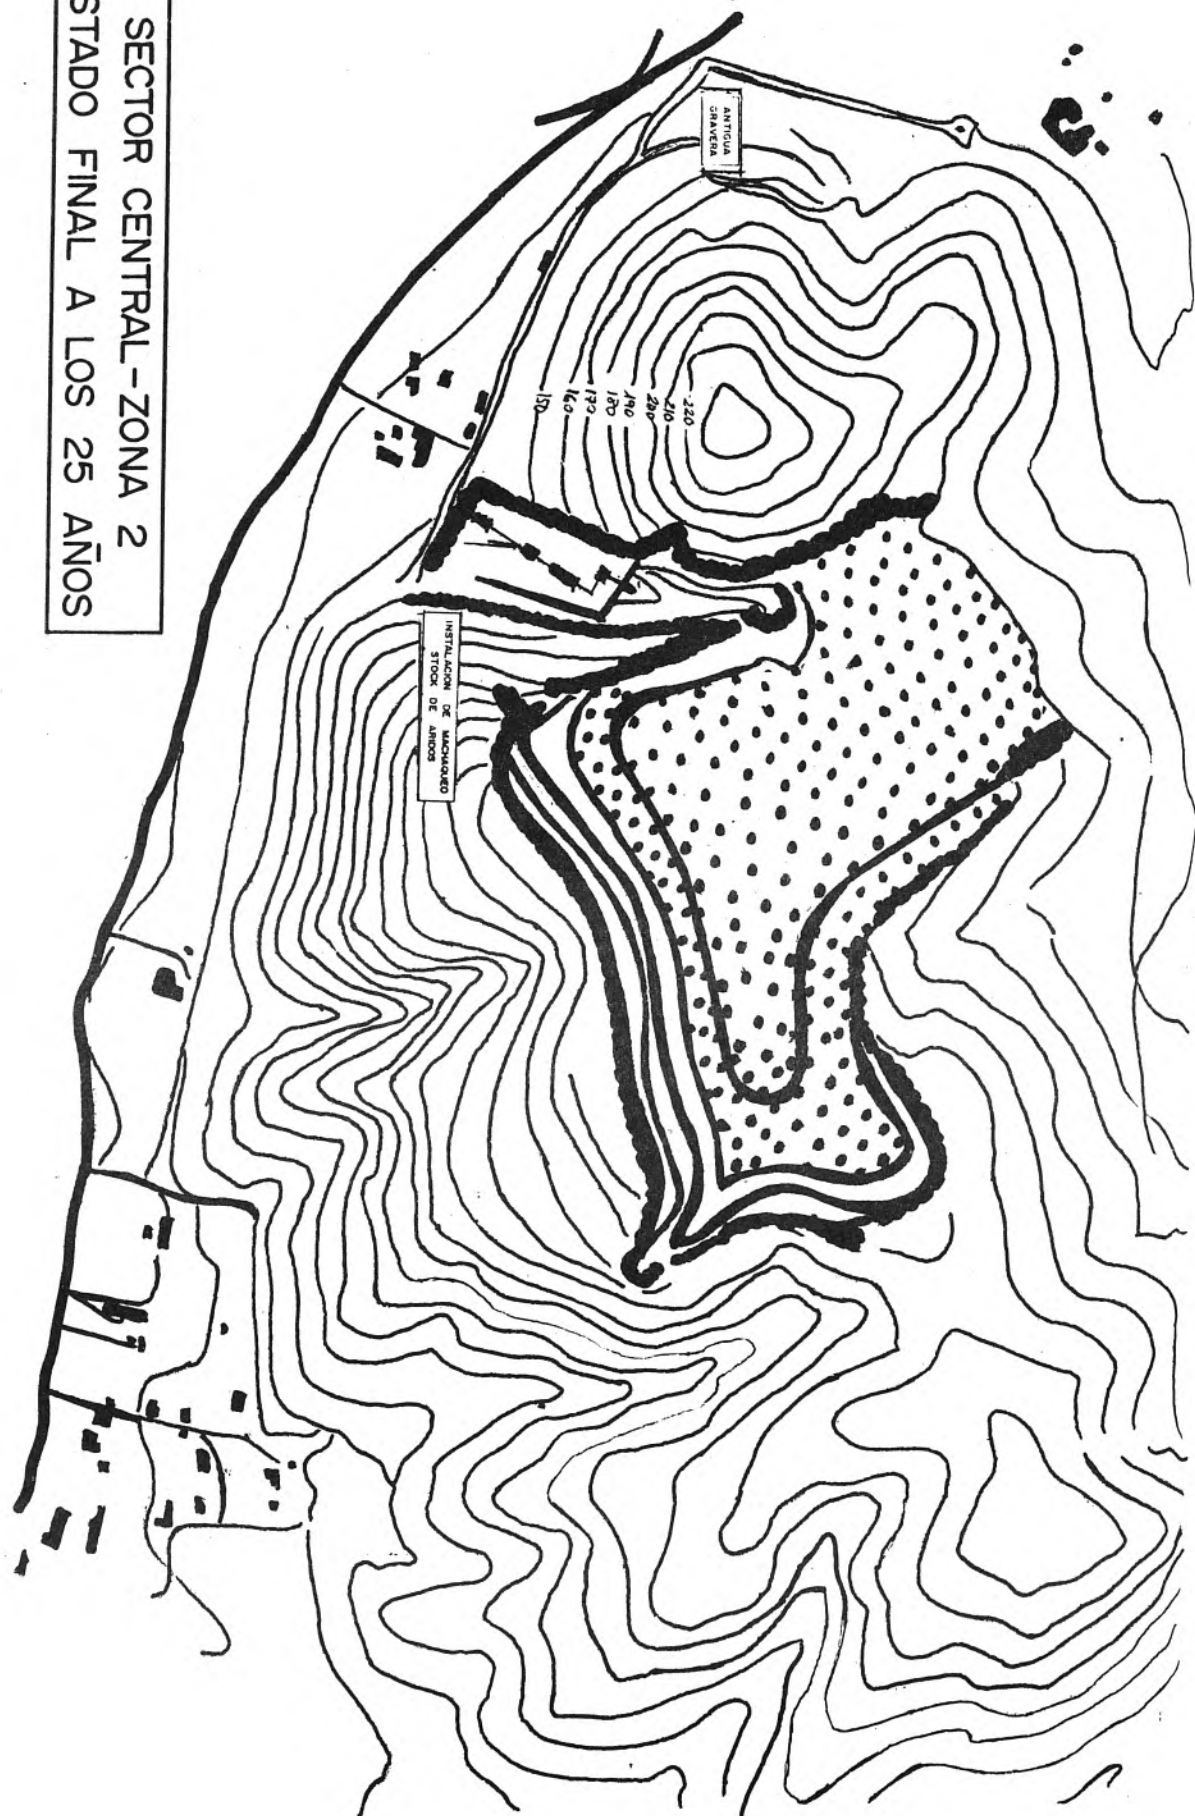 SECTOR CENTRAL-ZONA 2
STADO FINAL A LOS 25 AÑOS
ANTIGUA
GRAVERA
220
210
200
190
180
170
160
150
INSTALACION DE MACHAQUEO
STOCK DE ARIDOS